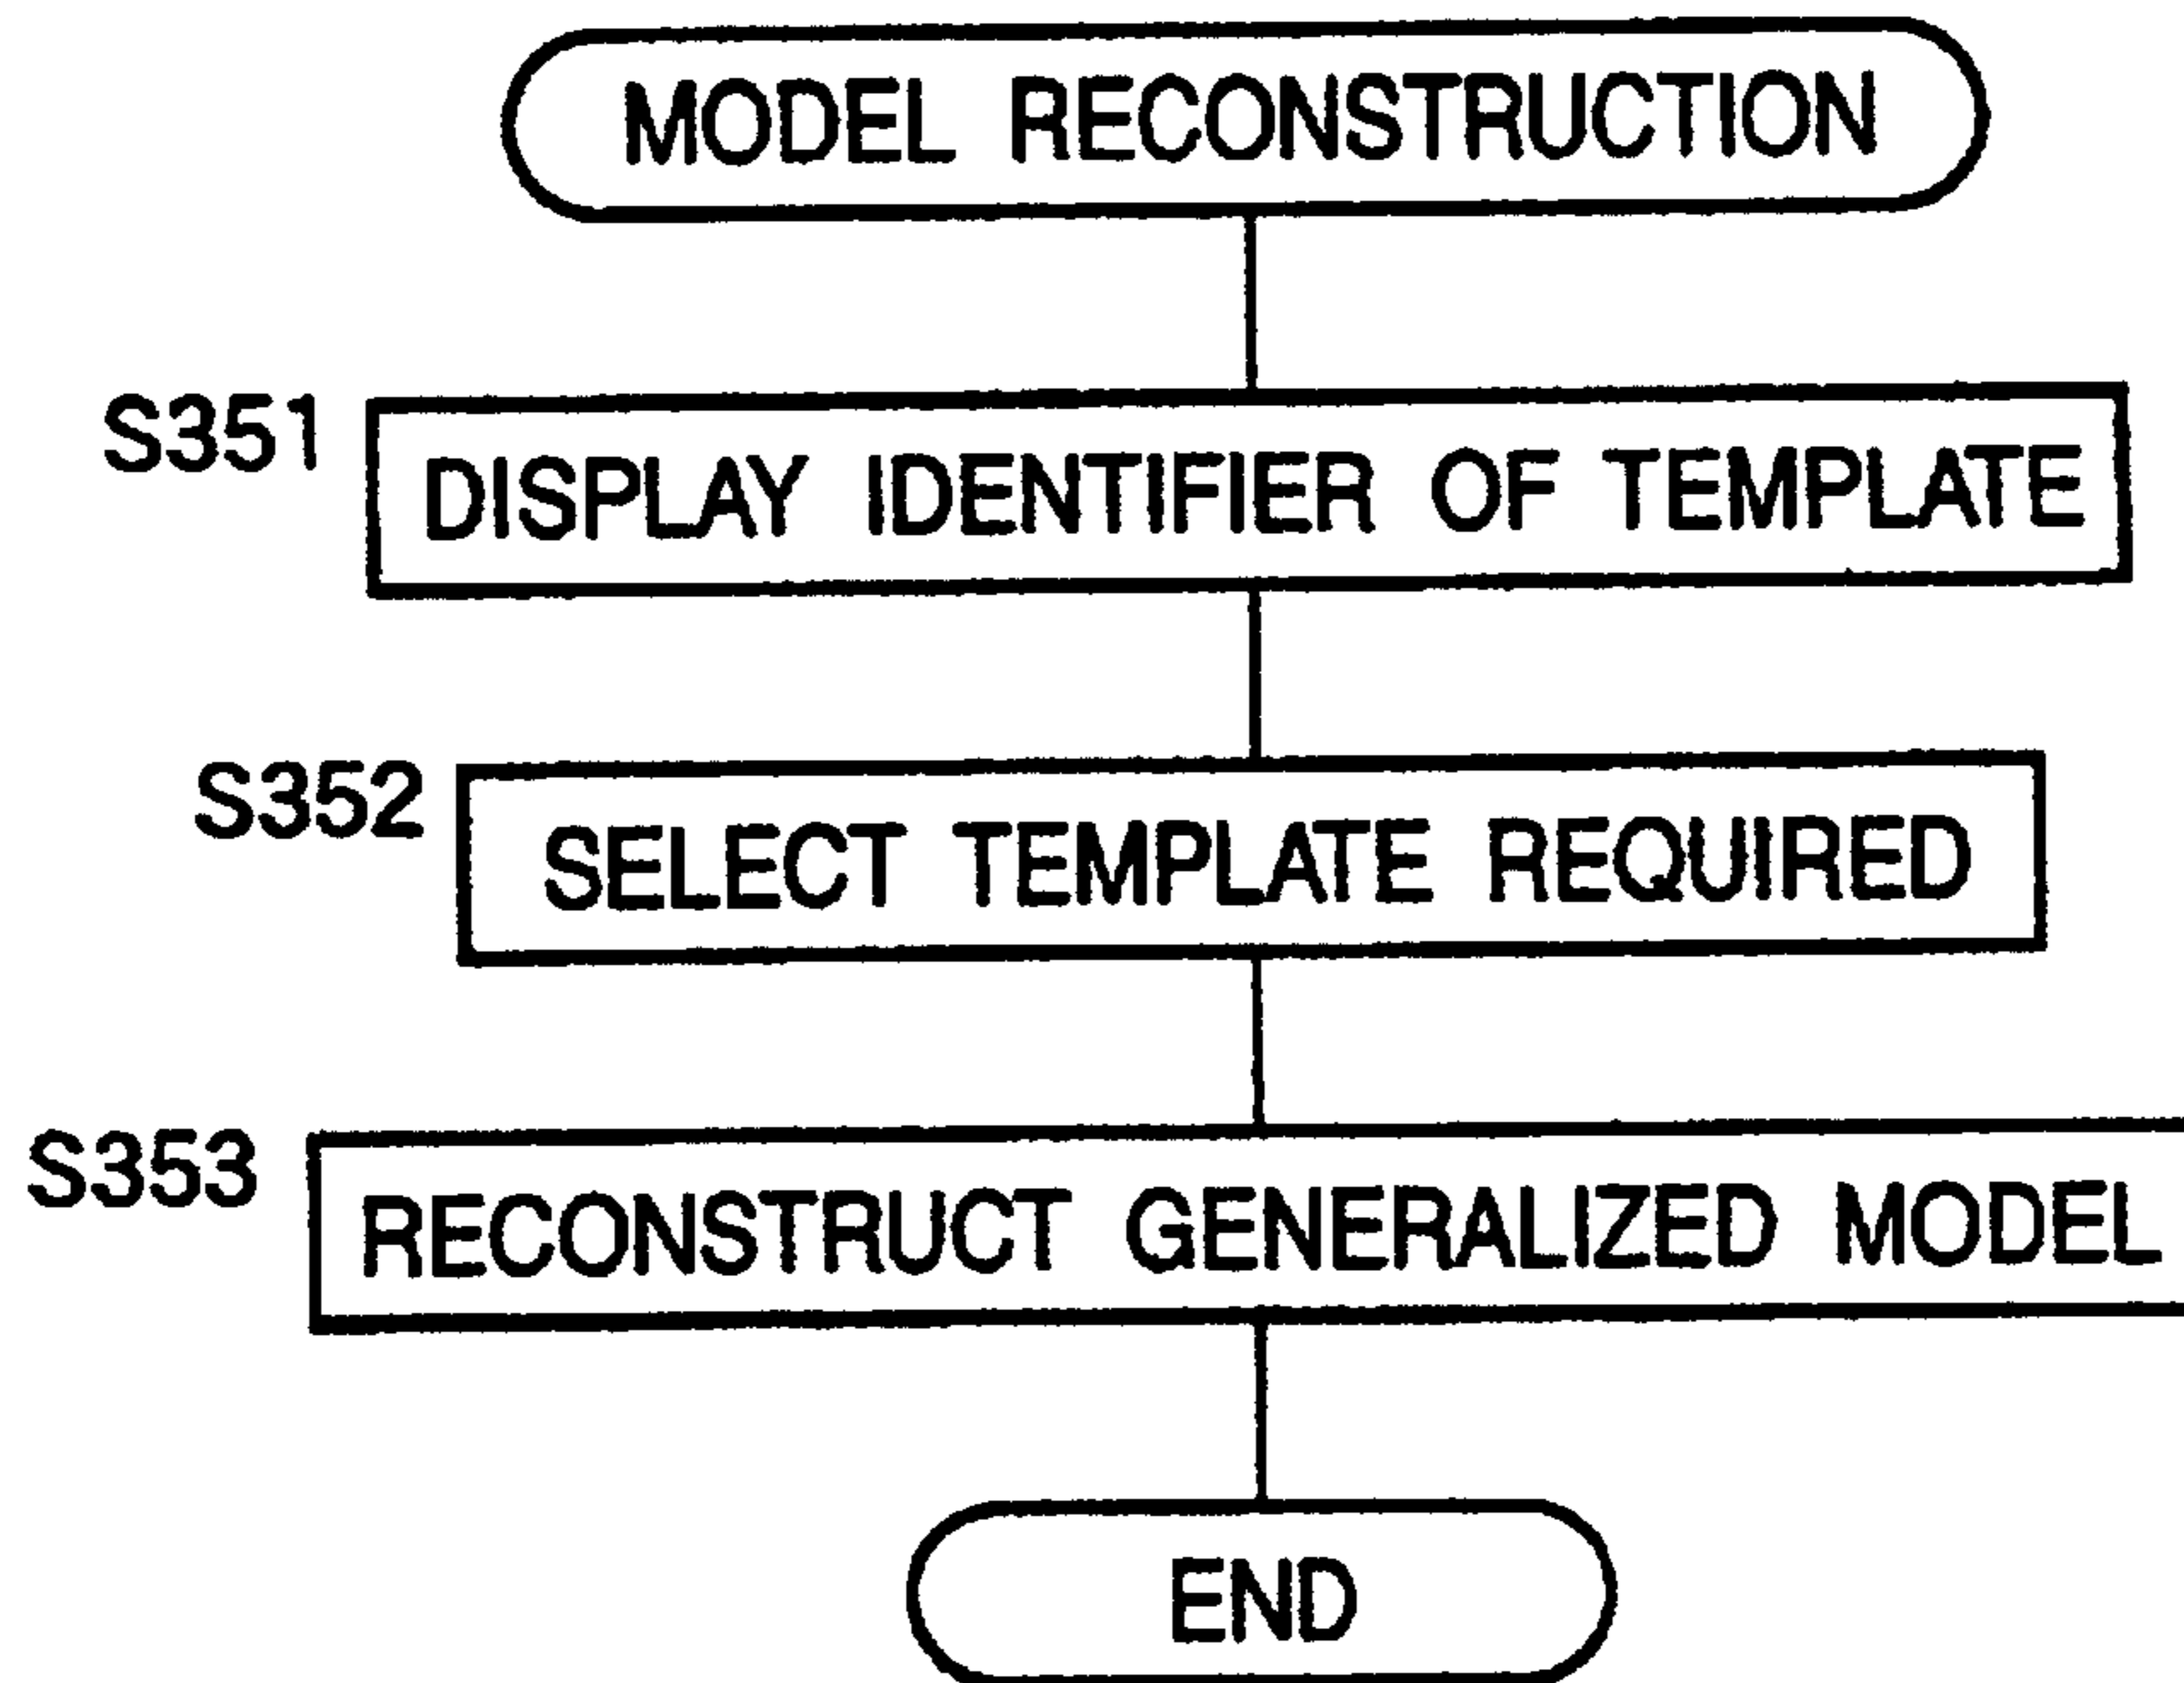 MODEL RECONSTRUCTION
S351
DISPLAY IDENTIFIER OF TEMPLATE
S352
SELECT TEMPLATE REQUIRED
S353
RECONSTRUCT GENERALIZED MODEL
END